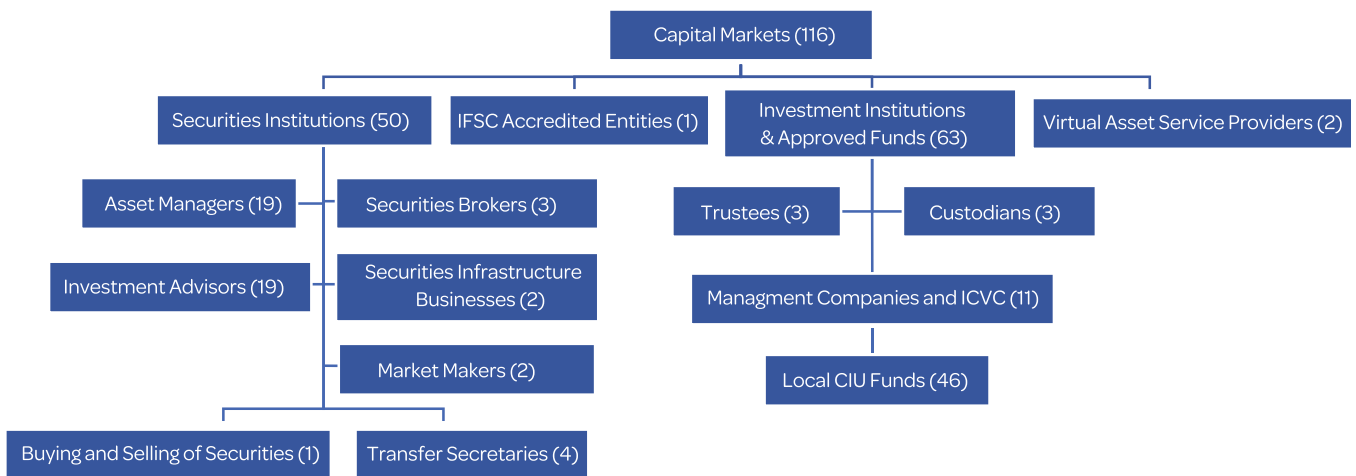 Capital Markets (116)
Securities Institutions (50)
IFSC Accredited Entities (1)
Investment Institutions
& Approved Funds (63)
Virtual Asset Service Providers (2)
Asset Managers (19)
Securities Brokers (3)
Trustees (3)
Custodians (3)
Investment Advisors (19)
Securities Infrastructure
Businesses (2)
Managment Companies and ICVC (11)
Market Makers (2)
Local CIU Funds (46)
Buying and Selling of Securities (1)
Transfer Secretaries (4)